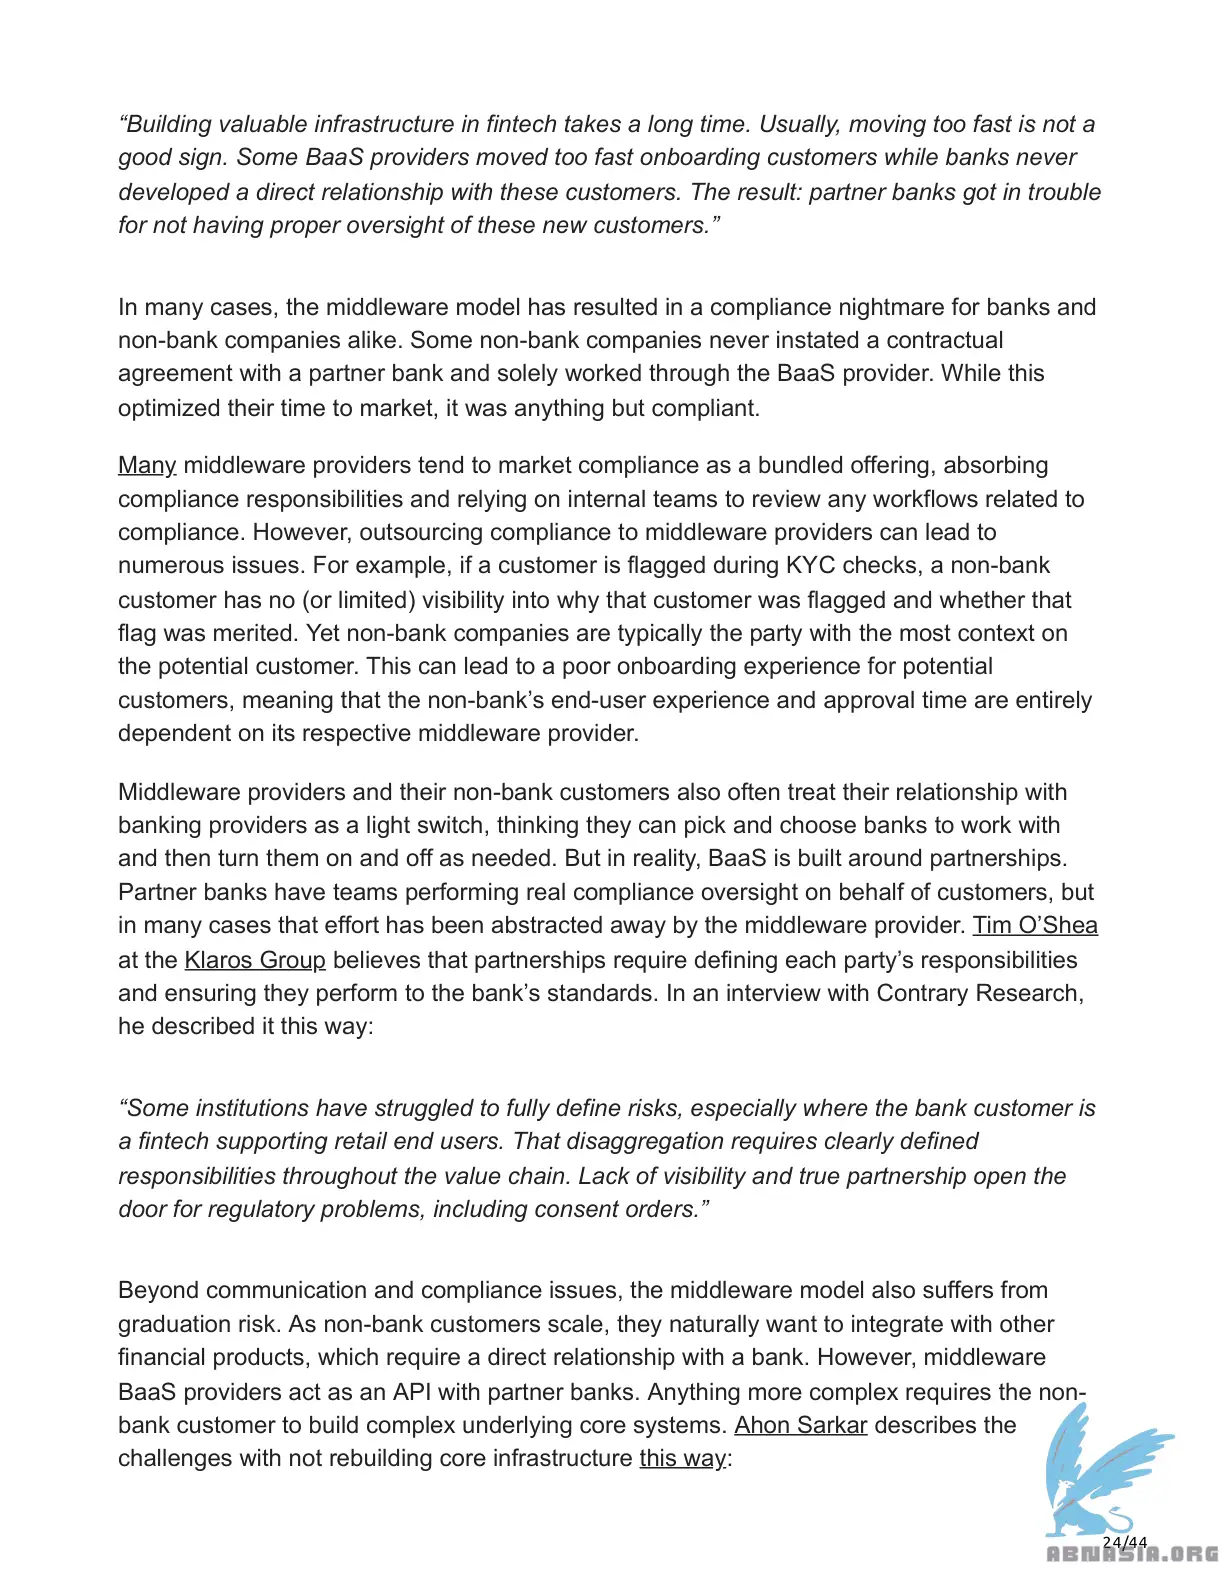 “Building valuable infrastructure in fintech takes a long time. Usually, moving too fast is not a
good sign. Some BaaS providers moved too fast onboarding customers while banks never
developed a direct relationship with these customers. The result: partner banks got in trouble
for not having proper oversight of these new customers.”
In many cases, the middleware model has resulted in a compliance nightmare for banks and
non-bank companies alike. Some non-bank companies never instated a contractual
agreement with a partner bank and solely worked through the BaaS provider. While this
optimized their time to market, it was anything but compliant.
Many middleware providers tend to market compliance as a bundled offering, absorbing
compliance responsibilities and relying on internal teams to review any workflows related to
compliance. However, outsourcing compliance to middleware providers can lead to
numerous issues. For example, if a customer is flagged during KYC checks, a non-bank
customer has no (or limited) visibility into why that customer was flagged and whether that
flag was merited. Yet non-bank companies are typically the party with the most context on
the potential customer. This can lead to a poor onboarding experience for potential
customers, meaning that the non-bank’s end-user experience and approval time are entirely
dependent on its respective middleware provider.
Middleware providers and their non-bank customers also often treat their relationship with
banking providers as a light switch, thinking they can pick and choose banks to work with
and then turn them on and off as needed. But in reality, BaaS is built around partnerships.
Partner banks have teams performing real compliance oversight on behalf of customers, but
in many cases that effort has been abstracted away by the middleware provider. Tim O’Shea
at the Klaros Group believes that partnerships require defining each party’s responsibilities
and ensuring they perform to the bank’s standards. In an interview with Contrary Research,
he described it this way:
“Some institutions have struggled to fully define risks, especially where the bank customer is
a fintech supporting retail end users. That disaggregation requires clearly defined
responsibilities throughout the value chain. Lack of visibility and true partnership open the
door for regulatory problems, including consent orders.”
Beyond communication and compliance issues, the middleware model also suffers from
graduation risk. As non-bank customers scale, they naturally want to integrate with other
financial products, which require a direct relationship with a bank. However, middleware
BaaS providers act as an API with partner banks. Anything more complex requires the non-
bank customer to build complex underlying core systems. Ahon Sarkar describes the
challenges with not rebuilding core infrastructure this way:
24/44
ABNASIA.ORG